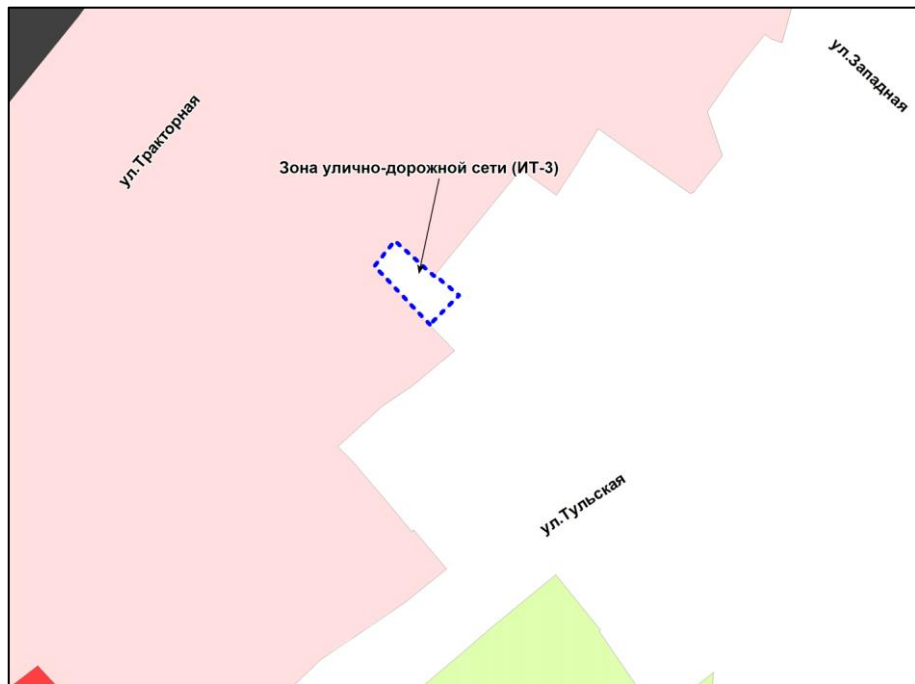 ул.Западная
ул.Тракторная
Зона улично-дорожной сети (ИТ-3)
ул.Тульская